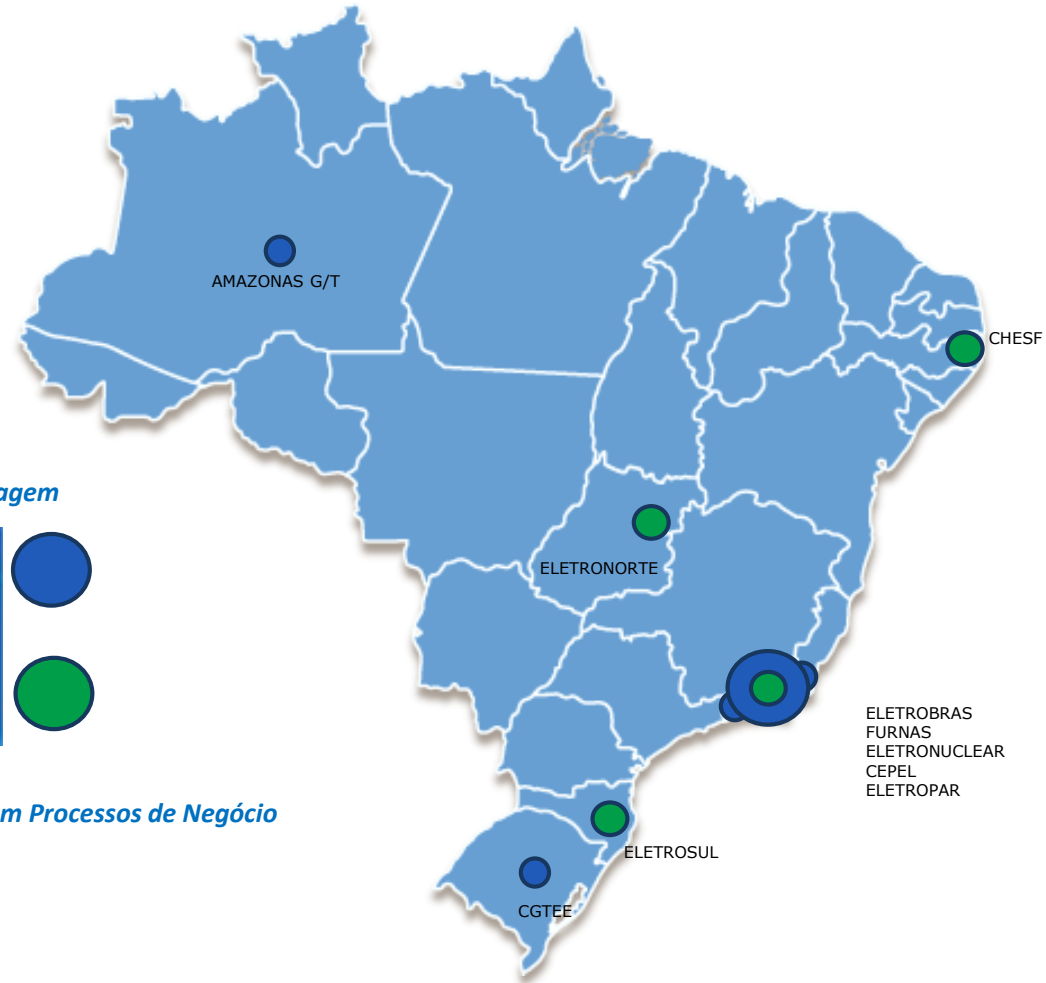 AMAZONAS G/T
CHESF
agem
ELETRONORTE
ELETROBRAS
FURNAS
ELETRONUCLEAR
CEPEL
ELETROPAR
m Processos de Negócio
ELETROSUL
CGTEE